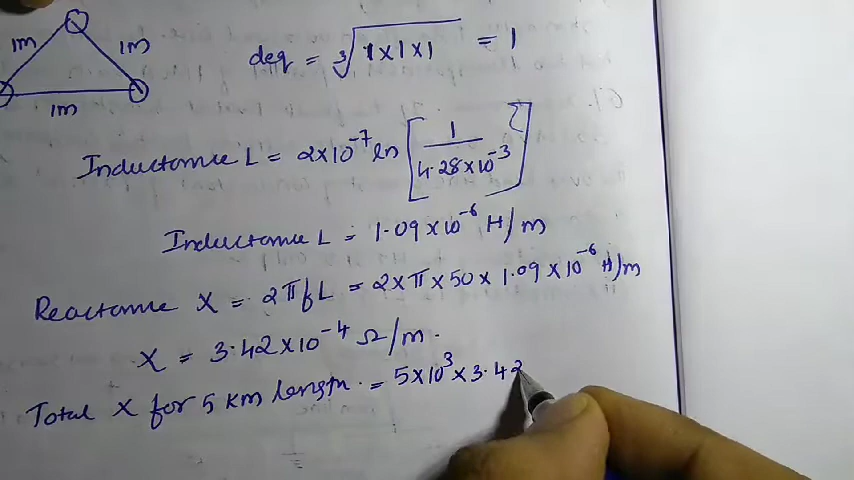 1m 1m
1m
deq = ∛1×1×1 = 1
Inductance L = 2×10⁻⁷ ln [1 / 4.28×10⁻³]
Inductance L = 1.09×10⁻⁶ H/m
Reactance X = 2πfL = 2×π×50×1.09×10⁻⁶ H/m
X = 3.42×10⁻⁴ Ω/m.
Total X for 5 KM length. = 5×10³×3.42